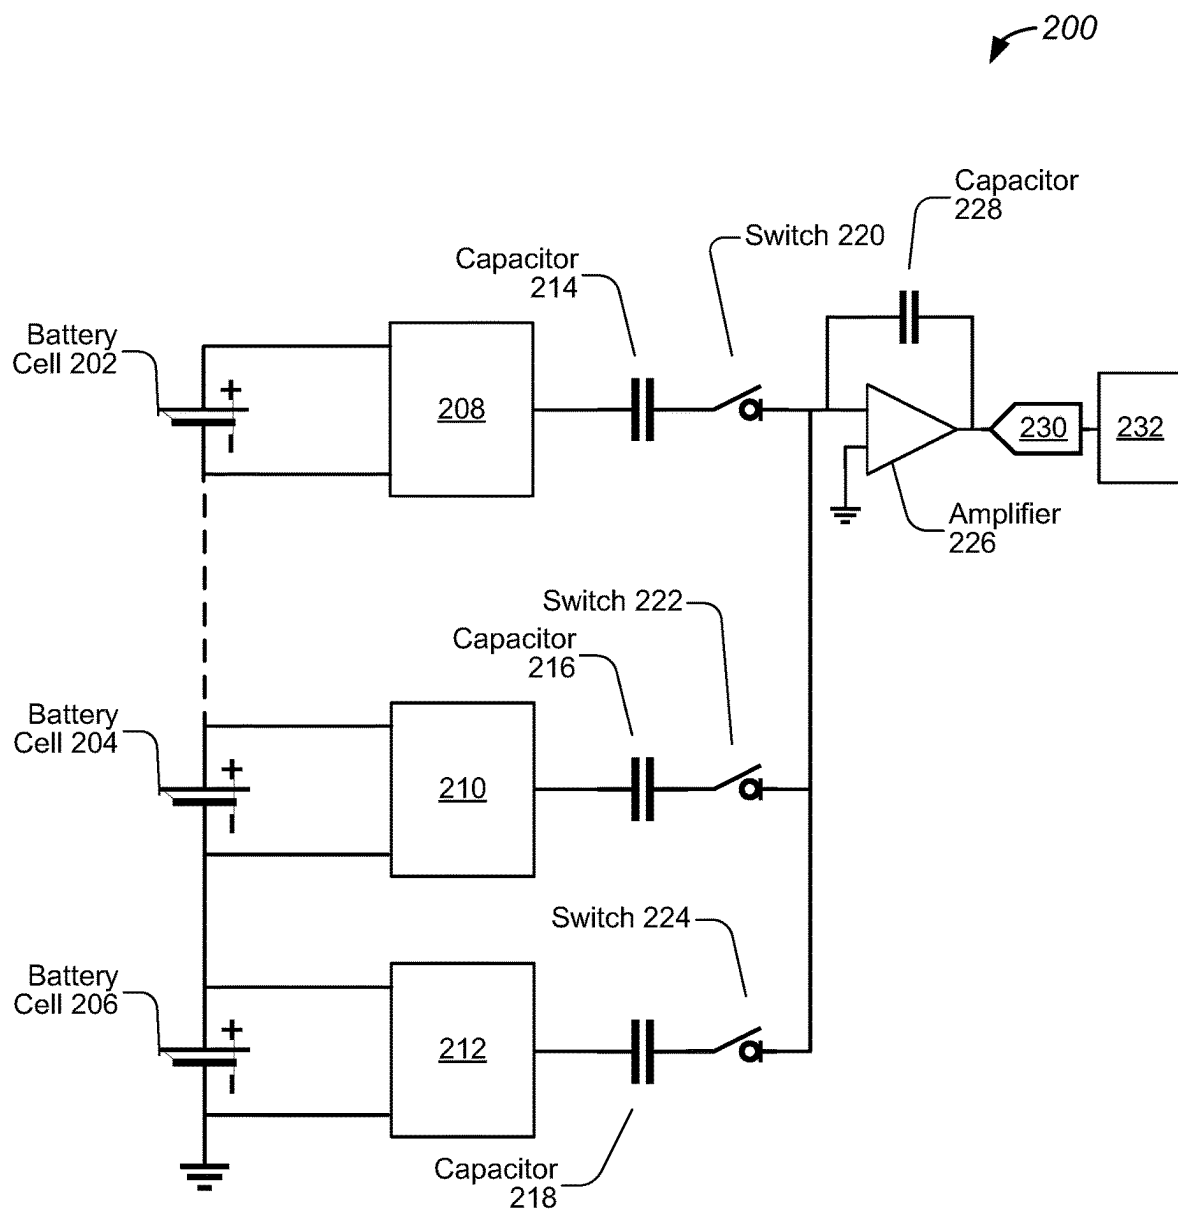 200
Capacitor
228
Switch 220
Capacitor
214
Battery
Cell 202
+
-
208
230
232
Amplifier
226
Switch 222
Capacitor
216
Battery
Cell 204
+
-
210
Switch 224
Battery
Cell 206
+
-
212
Capacitor
218